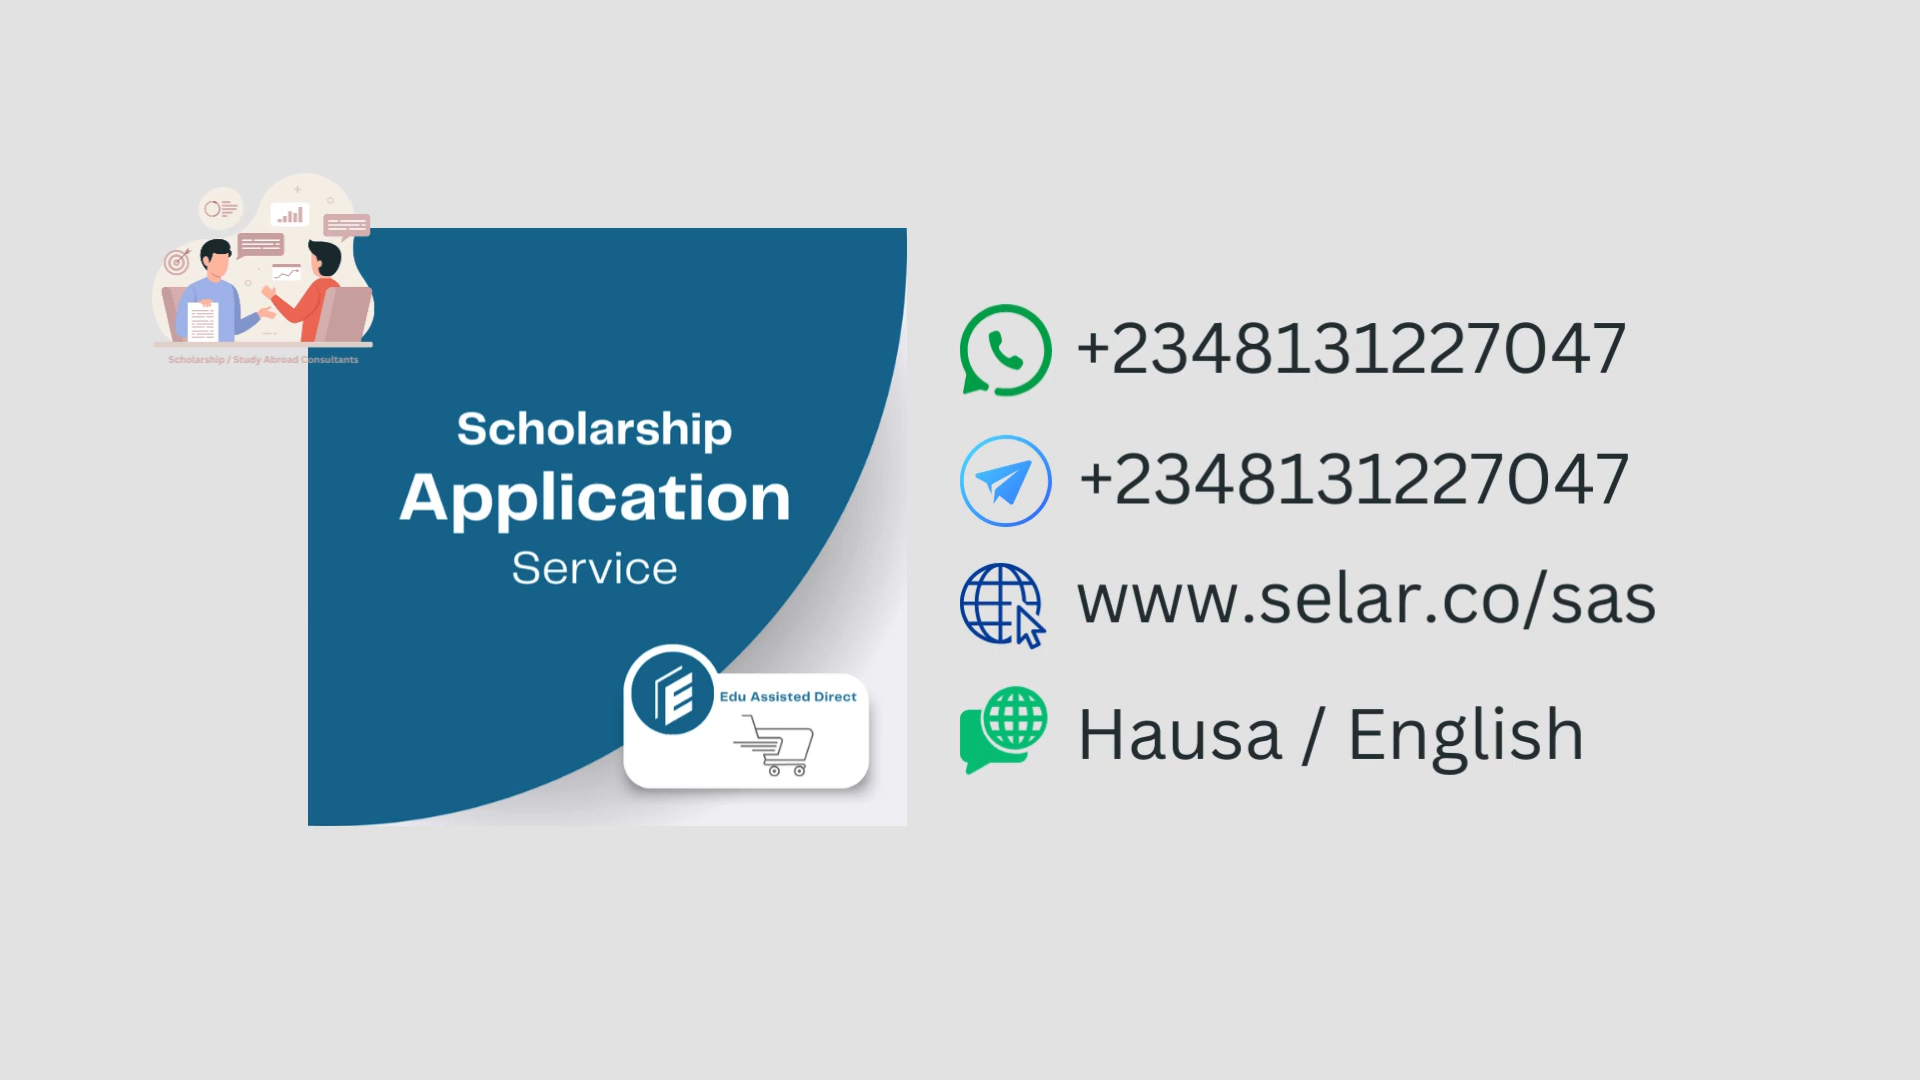 Scholarship / Study Abroad Consultants
Scholarship
Application
Service
Edu Assisted Direct
+2348131227047
+2348131227047
www.selar.co/sas
Hausa / English